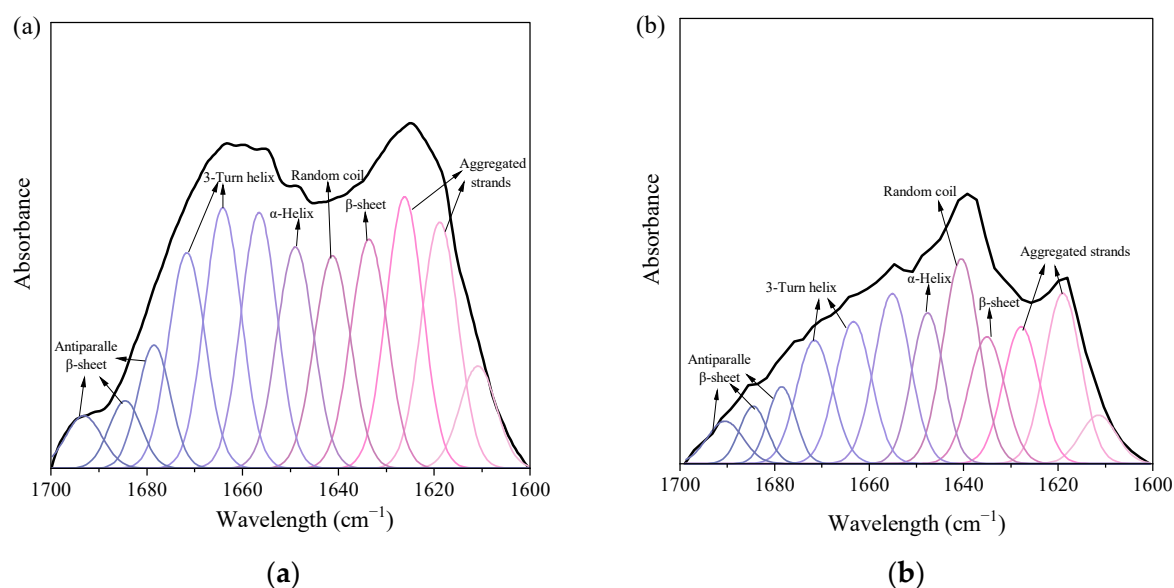 (a)
Absorbance
3-Turn helix
Random coil
Aggregated
strands
α-Helix
β-sheet
Antiparalle
β-sheet
1700 1680 1660 1640 1620 1600
Wavelength (cm⁻¹)
(a)
(b)
Absorbance
Random coil
Aggregated strands
3-Turn helix
α-Helix
β-sheet
Antiparalle
β-sheet
1700 1680 1660 1640 1620 1600
Wavelength (cm⁻¹)
(b)